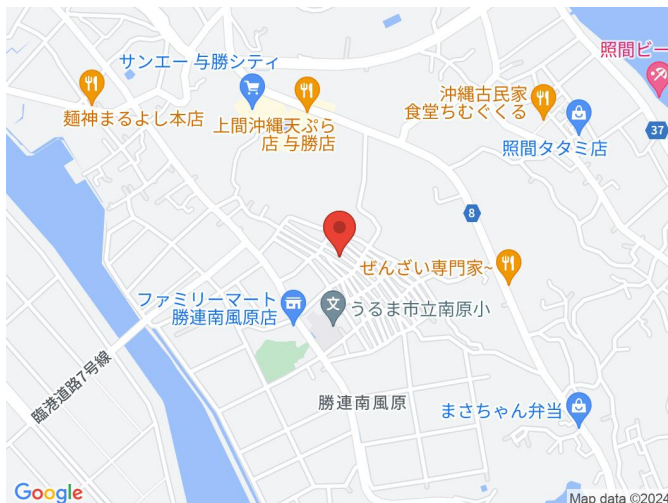 サンエー 与勝シティ
麺神まるよし本店
上間沖縄天ぷら
店 与勝店
沖縄古民家
食堂ちむぐくる
照間ビー
37
照間タタミ店
8
ぜんざい専門家~
ファミリーマート
勝連南風原店
うるま市立南原小
臨港道路7号線
勝連南風原
まさちゃん弁当
Google
Map data ©2024